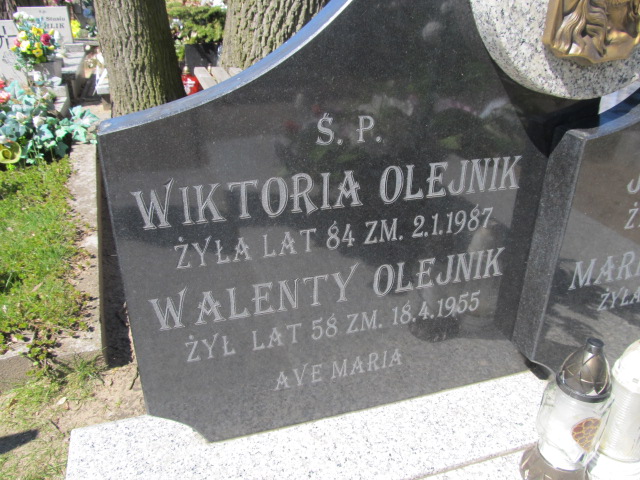 Ś. P.
WIKTORIA OLEJNIK
ŻYŁA LAT 84 ZM. 2.1.1987
WALENTY OLEJNIK
ŻYŁ LAT 58 ZM. 18.4.1955
AVE MARIA